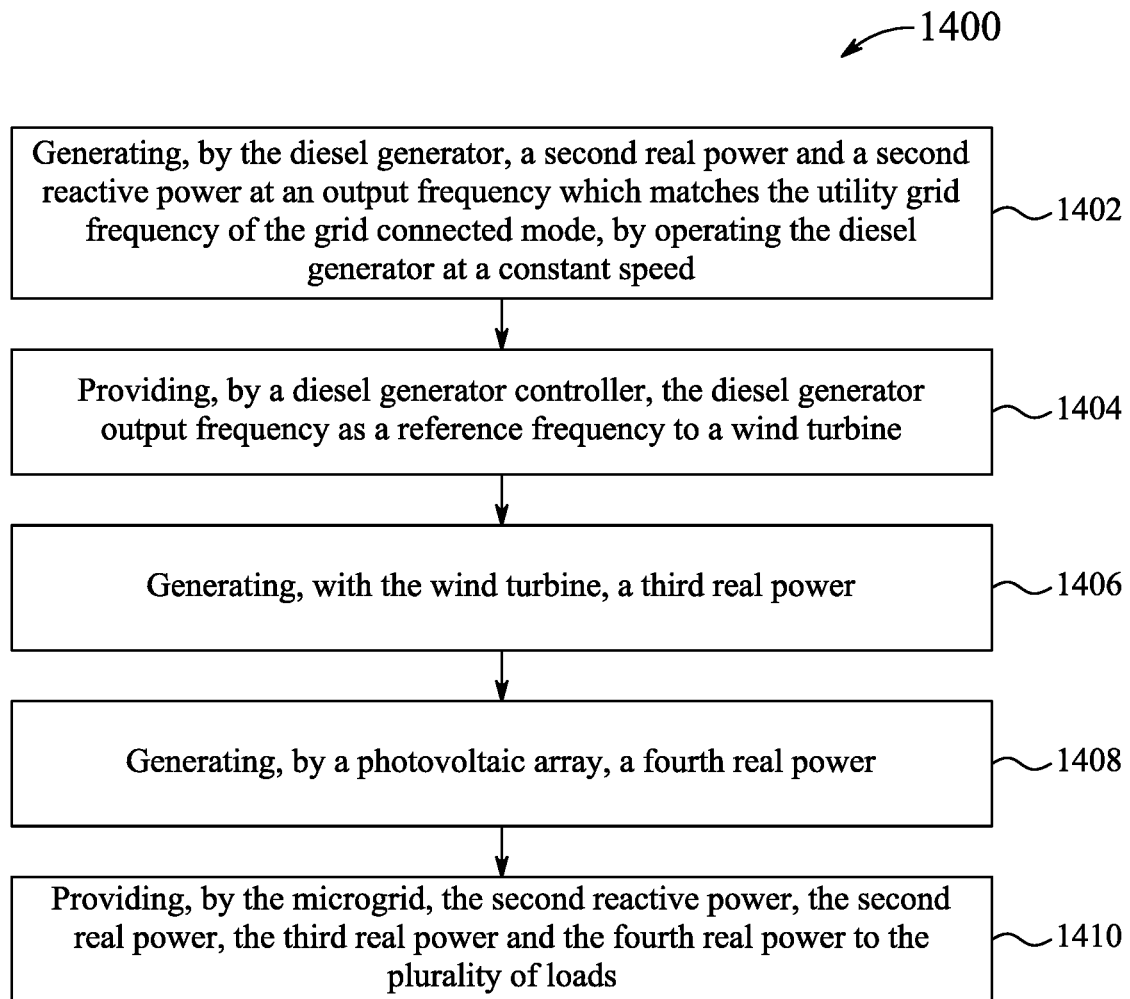 1400
Generating, by the diesel generator, a second real power and a second
reactive power at an output frequency which matches the utility grid
frequency of the grid connected mode, by operating the diesel
generator at a constant speed
1402
Providing, by a diesel generator controller, the diesel generator
output frequency as a reference frequency to a wind turbine
1404
Generating, with the wind turbine, a third real power
1406
Generating, by a photovoltaic array, a fourth real power
1408
Providing, by the microgrid, the second reactive power, the second
real power, the third real power and the fourth real power to the
plurality of loads
1410